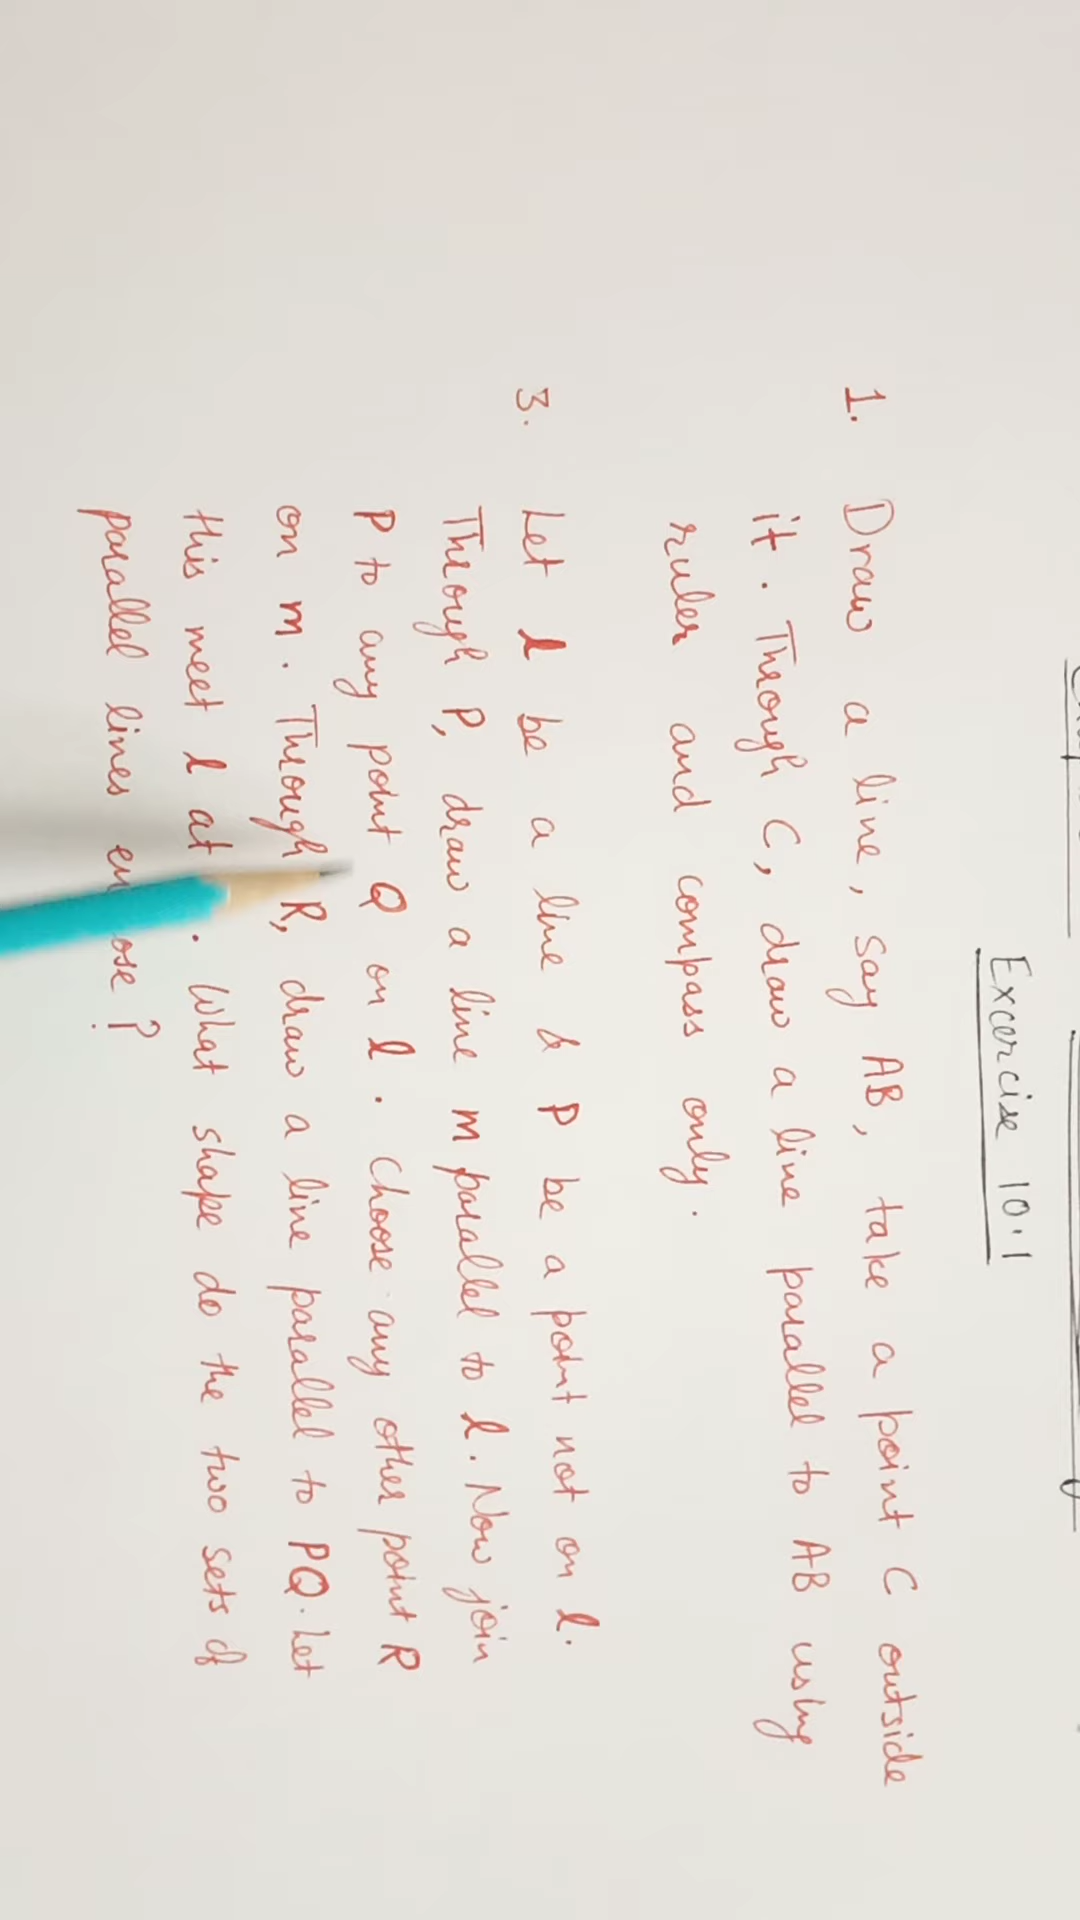 Excercise 10.1
1. Draw a line, say AB, take a point C outside
it. Through C, draw a line parallel to AB using
ruler and compass only.
3. Let l be a line & P be a point not on l.
Through P, draw a line m parallel to l. Now join
P to any point Q on l. Choose any other point R
on m. Through R, draw a line parallel to PQ. Let
this meet l at . What shape do the two sets of
parallel lines ?